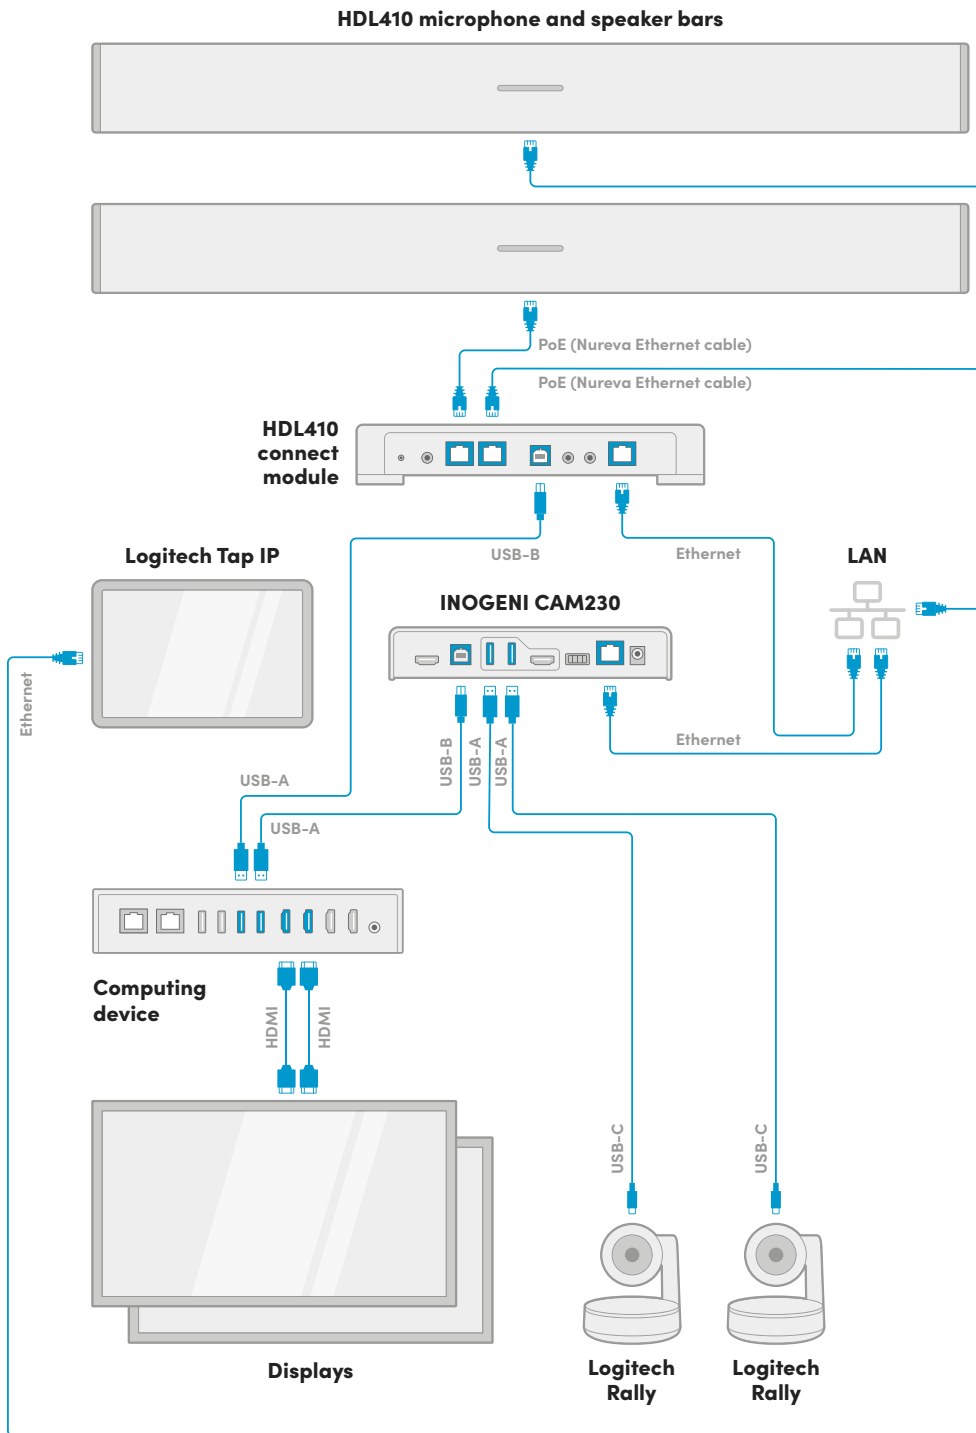 HDL410 microphone and speaker bars
PoE (Nureva Ethernet cable)
PoE (Nureva Ethernet cable)
HDL410
connect
module
USB-B
Ethernet
Logitech Tap IP
LAN
INOGENI CAM230
Ethernet
USB-B
USB-A
USB-A
Ethernet
USB-A
USB-A
Computing
device
HDMI
HDMI
USB-C
USB-C
Displays
Logitech
Rally
Logitech
Rally